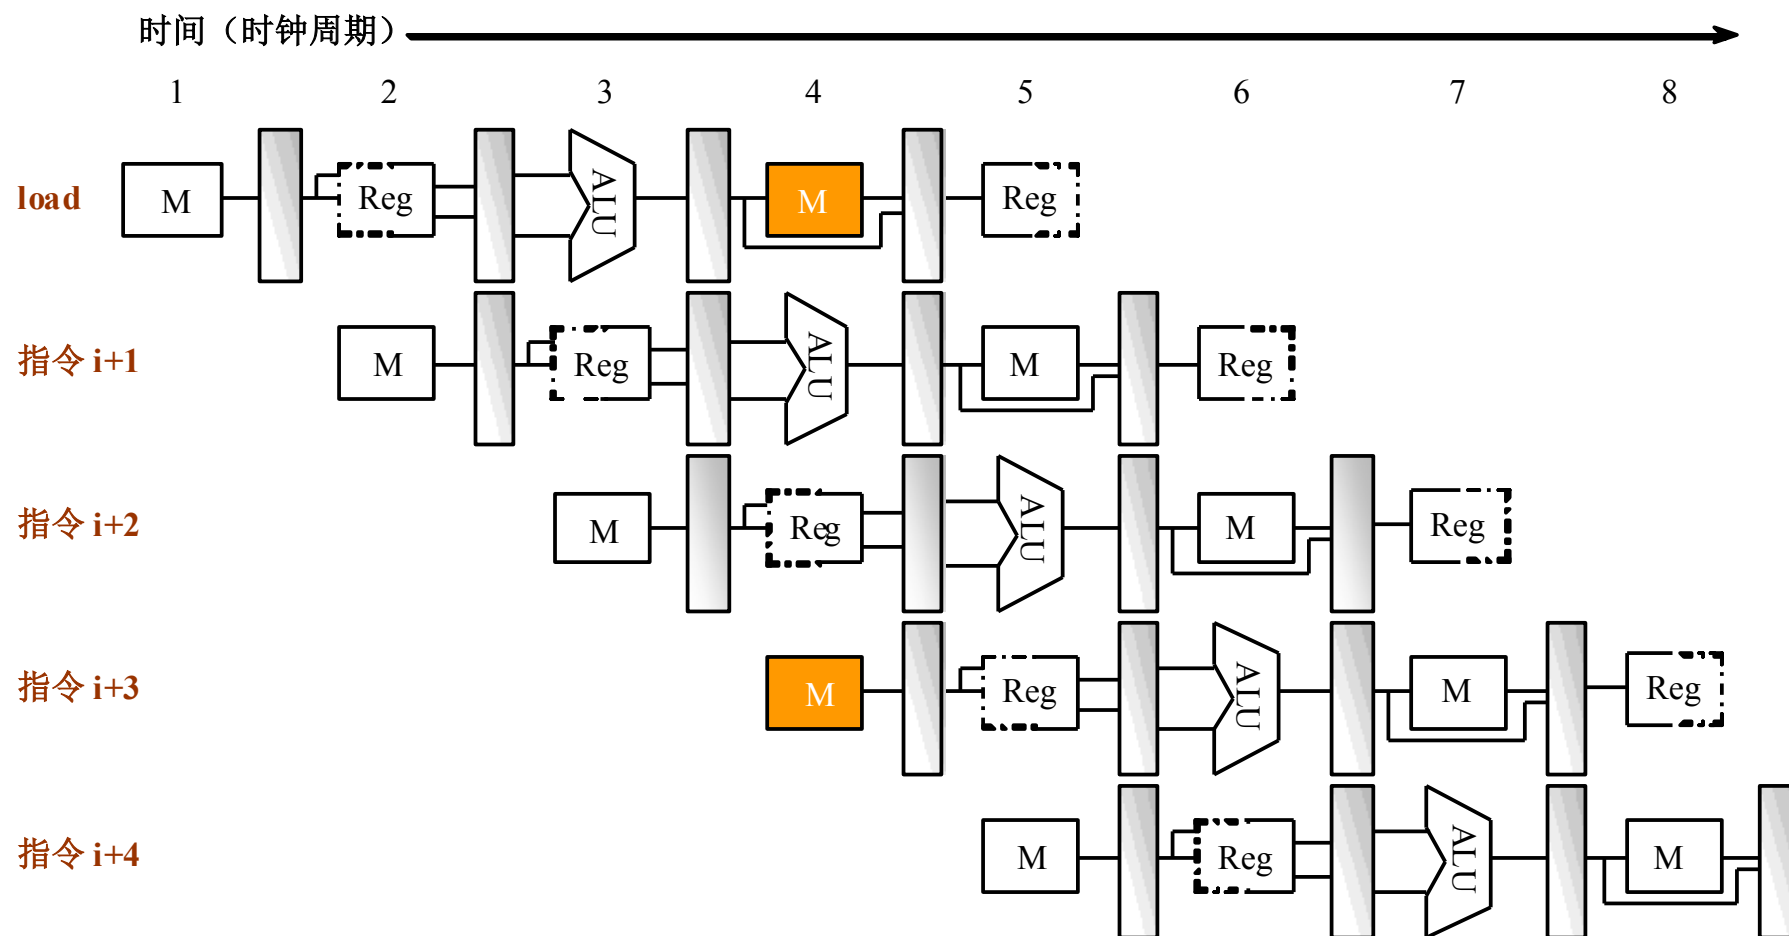 时间（时钟周期）
1 2 3 4 5 6 7 8
load M Reg ALU M Reg
指令 i+1 M Reg ALU M Reg
指令 i+2 M Reg ALU M Reg
指令 i+3 M Reg ALU M Reg
指令 i+4 M Reg ALU M